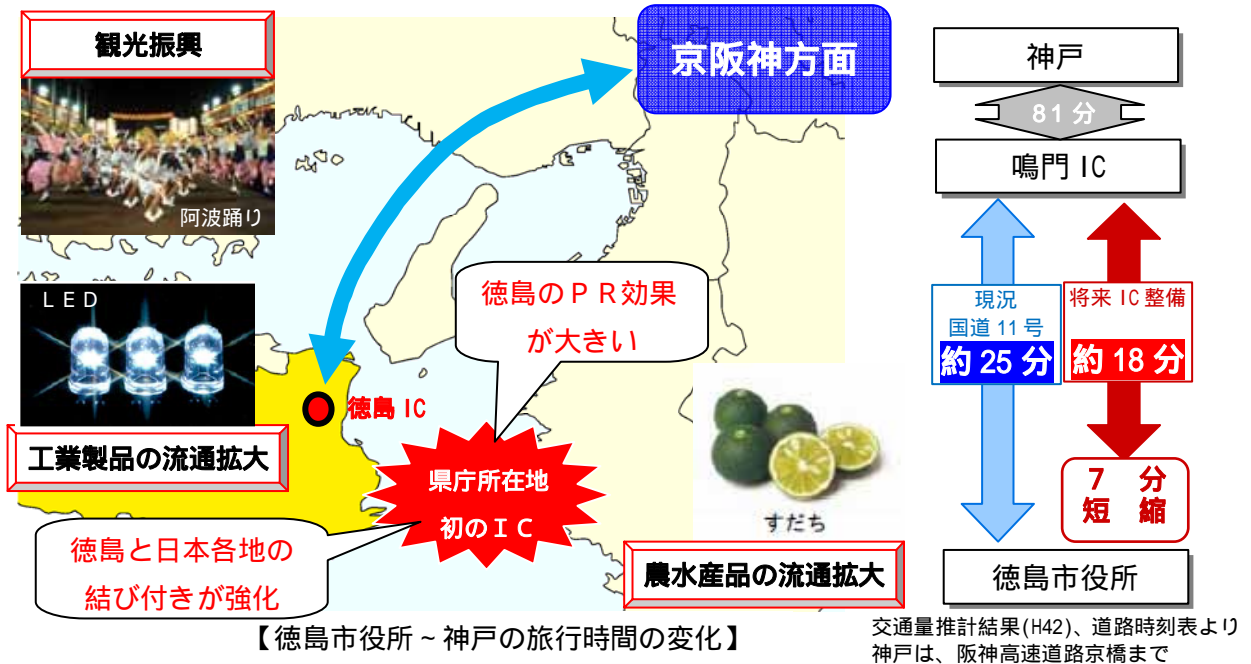 観光振興
阿波踊り
京阪神方面
LED
工業製品の流通拡大
徳島のPR効果
が大きい
徳島 IC
県庁所在地
初のIC
徳島と日本各地の
結び付きが強化
すだち
農水産品の流通拡大
【徳島市役所~神戸の旅行時間の変化】
神戸
81分
鳴門 IC
現況
国道11号
約25分
将来 IC 整備
約18分
7 分
短 縮
徳島市役所
交通量推計結果(H42)、道路時刻表より
神戸は、阪神高速道路京橋まで